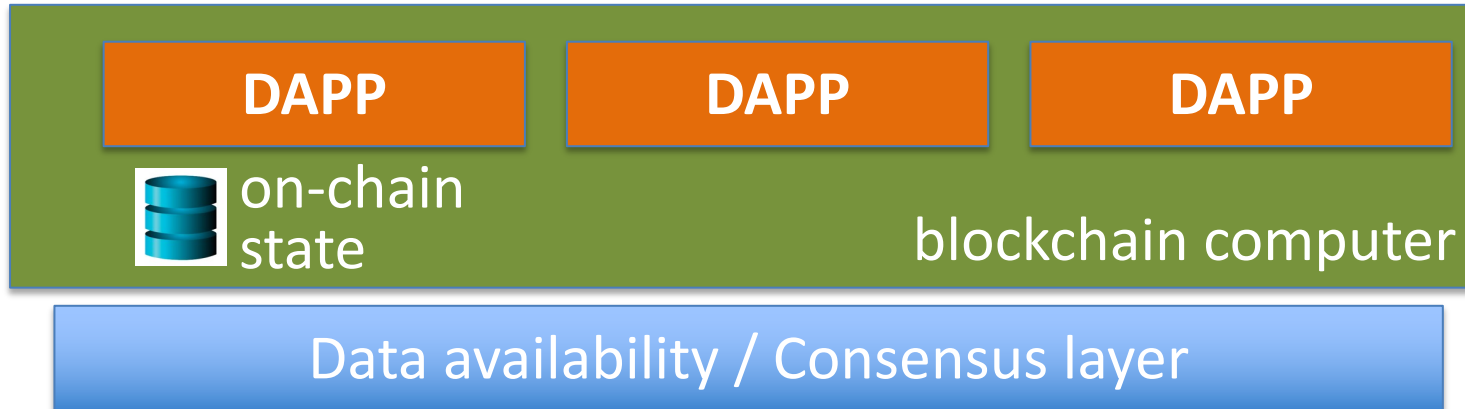 DAPP
DAPP
DAPP
on-chain
state
blockchain computer
Data availability / Consensus layer